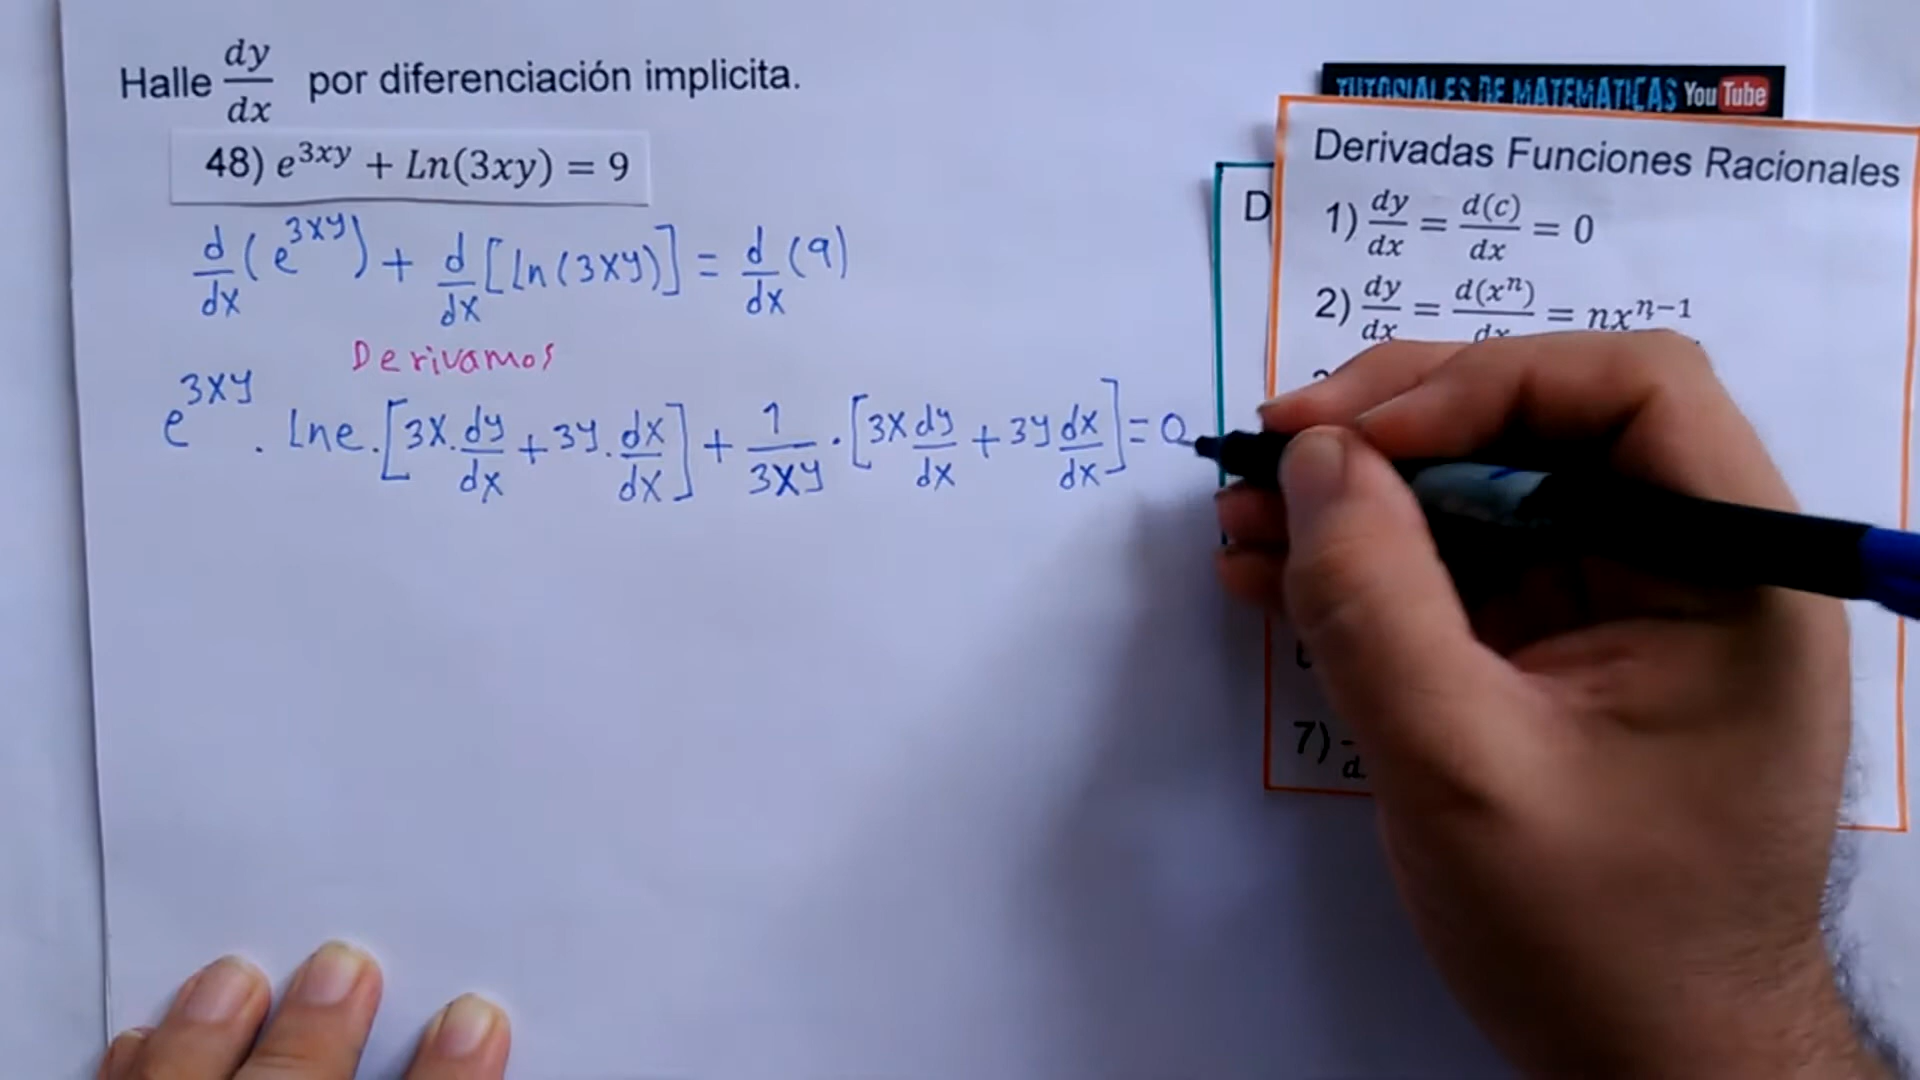 Halle dy/dx por diferenciación implicita.
48) e^{3xy} + Ln(3xy) = 9
d/dx (e^{3xy}) + d/dx [ln(3xy)] = d/dx (9)
Derivamos
e^{3xy} . Lne. [3x. dy/dx + 3y. dx/dx] + 1/3xy . [3x dy/dx + 3y dx/dx] = 0
TUTORIALES DE MATEMATICAS YouTube
D
Derivadas Funciones Racionales
1) dy/dx = d(c)/dx = 0
2) dy/dx = d(x^n)/dx = nx^{n-1}
7)
d